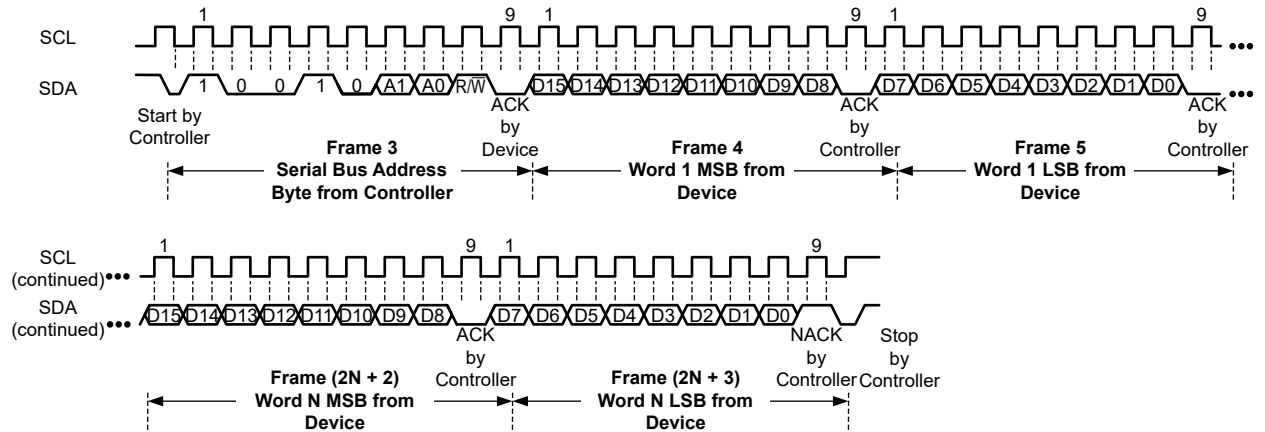 1 9 1 9 1 9
SCL •••
SDA 1 0 0 1 0 A1 A0 R/W̅ D15 D14 D13 D12 D11 D10 D9 D8 D7 D6 D5 D4 D3 D2 D1 D0 •••
Start by Controller
ACK by Device
ACK by Controller
ACK by Controller
Frame 3
Serial Bus Address
Byte from Controller
Frame 4
Word 1 MSB from
Device
Frame 5
Word 1 LSB from
Device
1 9 1 9
SCL
(continued) •••
SDA
(continued) ••• D15 D14 D13 D12 D11 D10 D9 D8 D7 D6 D5 D4 D3 D2 D1 D0
ACK
by
Controller
NACK
by
Controller
Stop
by
Controller
Frame (2N + 2)
Word N MSB from
Device
Frame (2N + 3)
Word N LSB from
Device